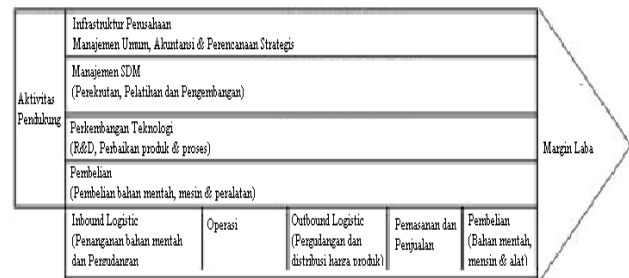 Infrastruktur Perusahaan
Manajemen Umum, Akuntansi & Perencanaan Strategis
Manajemen SDM
(Perekrutan, Pelatihan dan Pengembangan)
Aktivitas
Pendukung
Perkembangan Teknologi
(R&D, Perbaikan produk & proses)
Margin Laba
Pembelian
(Pembelian bahan mentah, mesin & peralatan)
Inbound Logistic
(Penanganan bahan mentah
dan Pergudangan
Operasi
Outbound Logistic
(Pergudangan dan
distribusi harga produk)
Pemasanan dan
Penjualan
Pembelian
(Bahan mentah,
mensin & alat)